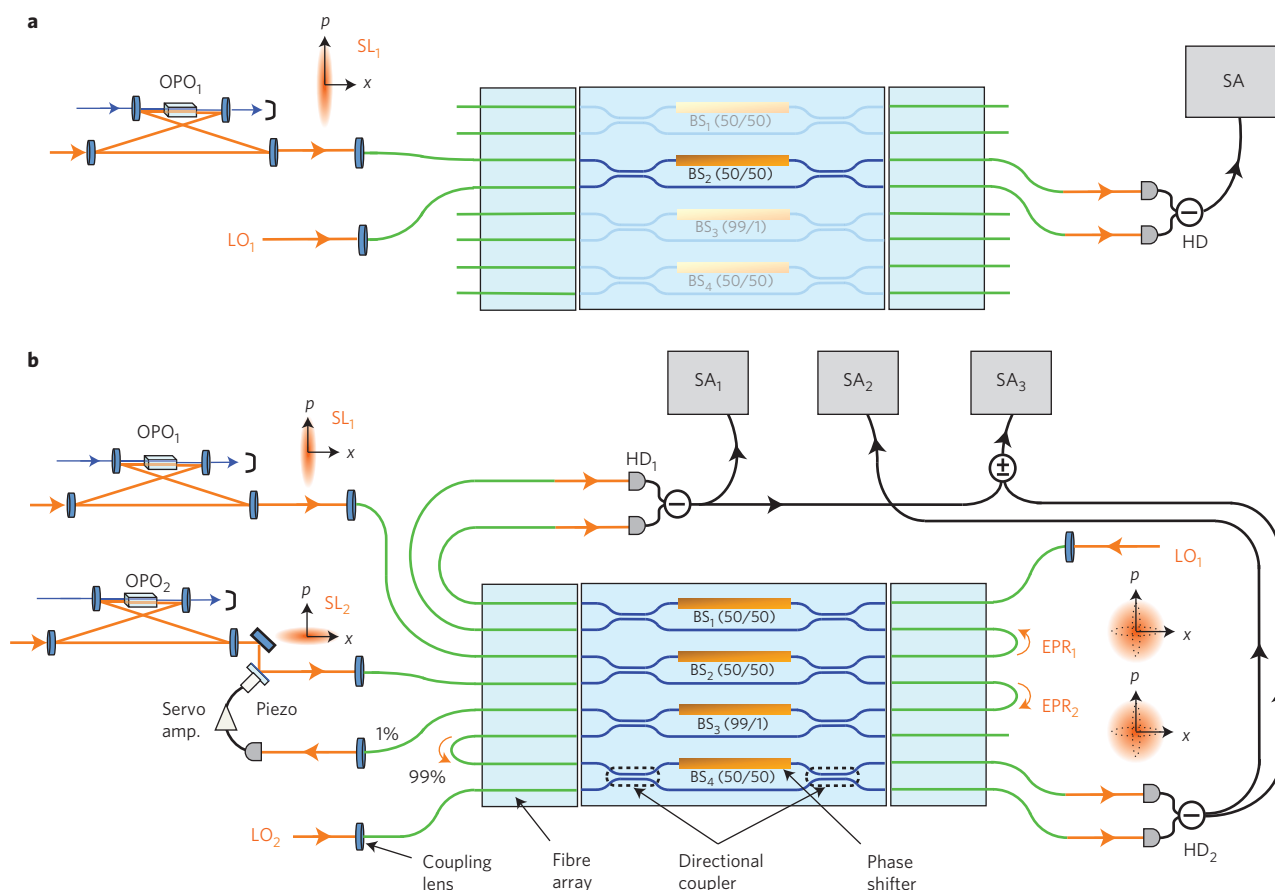 a
p
SL1
x
OPO1
LO1
BS1 (50/50)
BS2 (50/50)
BS3 (99/1)
BS4 (50/50)
SA
HD
b
SA1
SA2
SA3
p
SL1
x
OPO1
HD1
±
LO1
OPO2
SL2
p
x
Servo
amp.
Piezo
1%
99%
BS1 (50/50)
BS2 (50/50)
BS3 (99/1)
BS4 (50/50)
EPR1
EPR2
p
x
p
x
LO2
Coupling
lens
Fibre
array
Directional
coupler
Phase
shifter
HD2